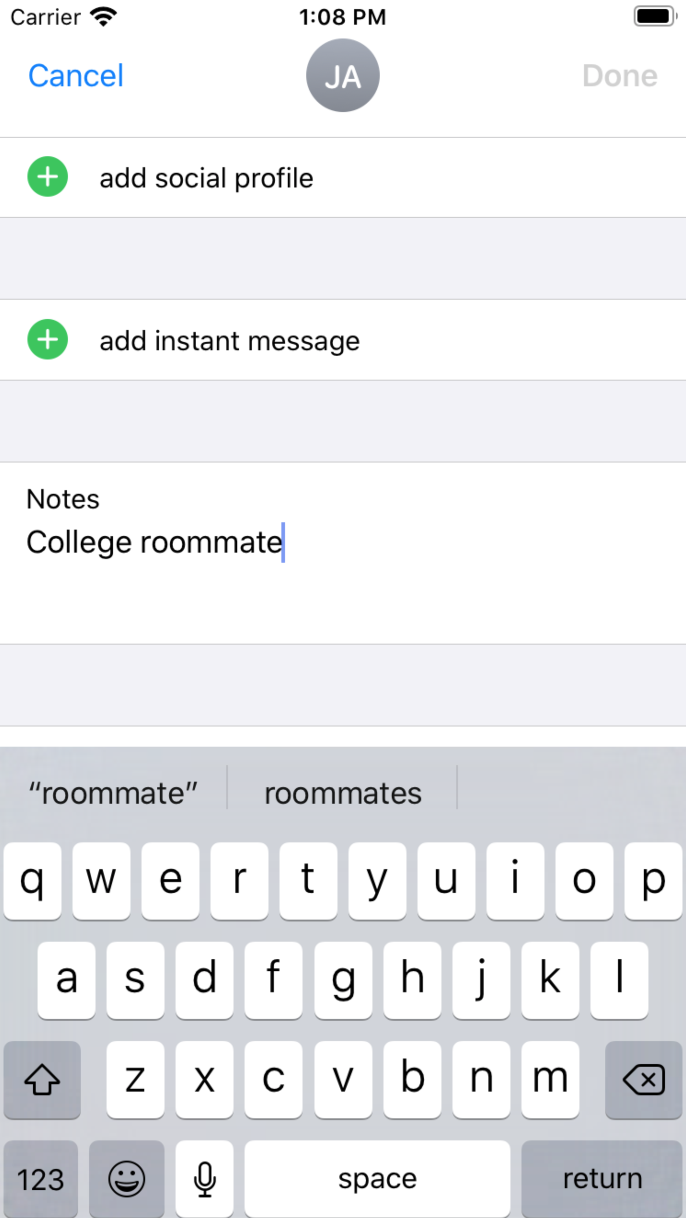 Carrier 1:08 PM
Cancel JA Done
add social profile
add instant message
Notes
College roommate
“roommate” roommates
q w e r t y u i o p
a s d f g h j k l
z x c v b n m
123 space return